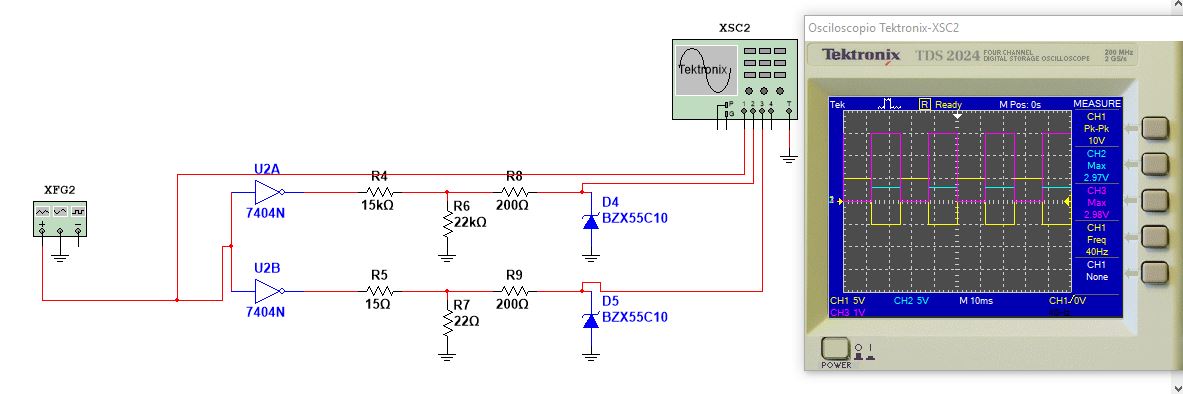 XSC2
Tektronix
P
G
1 2 3 4 T
XFG2
U2A
7404N
R4
15kΩ
R6
22kΩ
R8
200Ω
D4
BZX55C10
U2B
7404N
R5
15Ω
R7
22Ω
R9
200Ω
D5
BZX55C10
Osciloscopio Tektronix-XSC2
Tektronix TDS 2024 FOUR CHANNEL
DIGITAL STORAGE OSCILLOSCOPE
200 MHz
2 GS/s
Tek R Ready M Pos: 0s MEASURE
CH1
Pk-Pk
10V
CH2
Max
2.97V
CH3
Max
2.98V
CH1
Freq
40Hz
CH1
None
CH1 5V CH2 5V M 10ms CH1 / 0V
CH3 1V
POWER